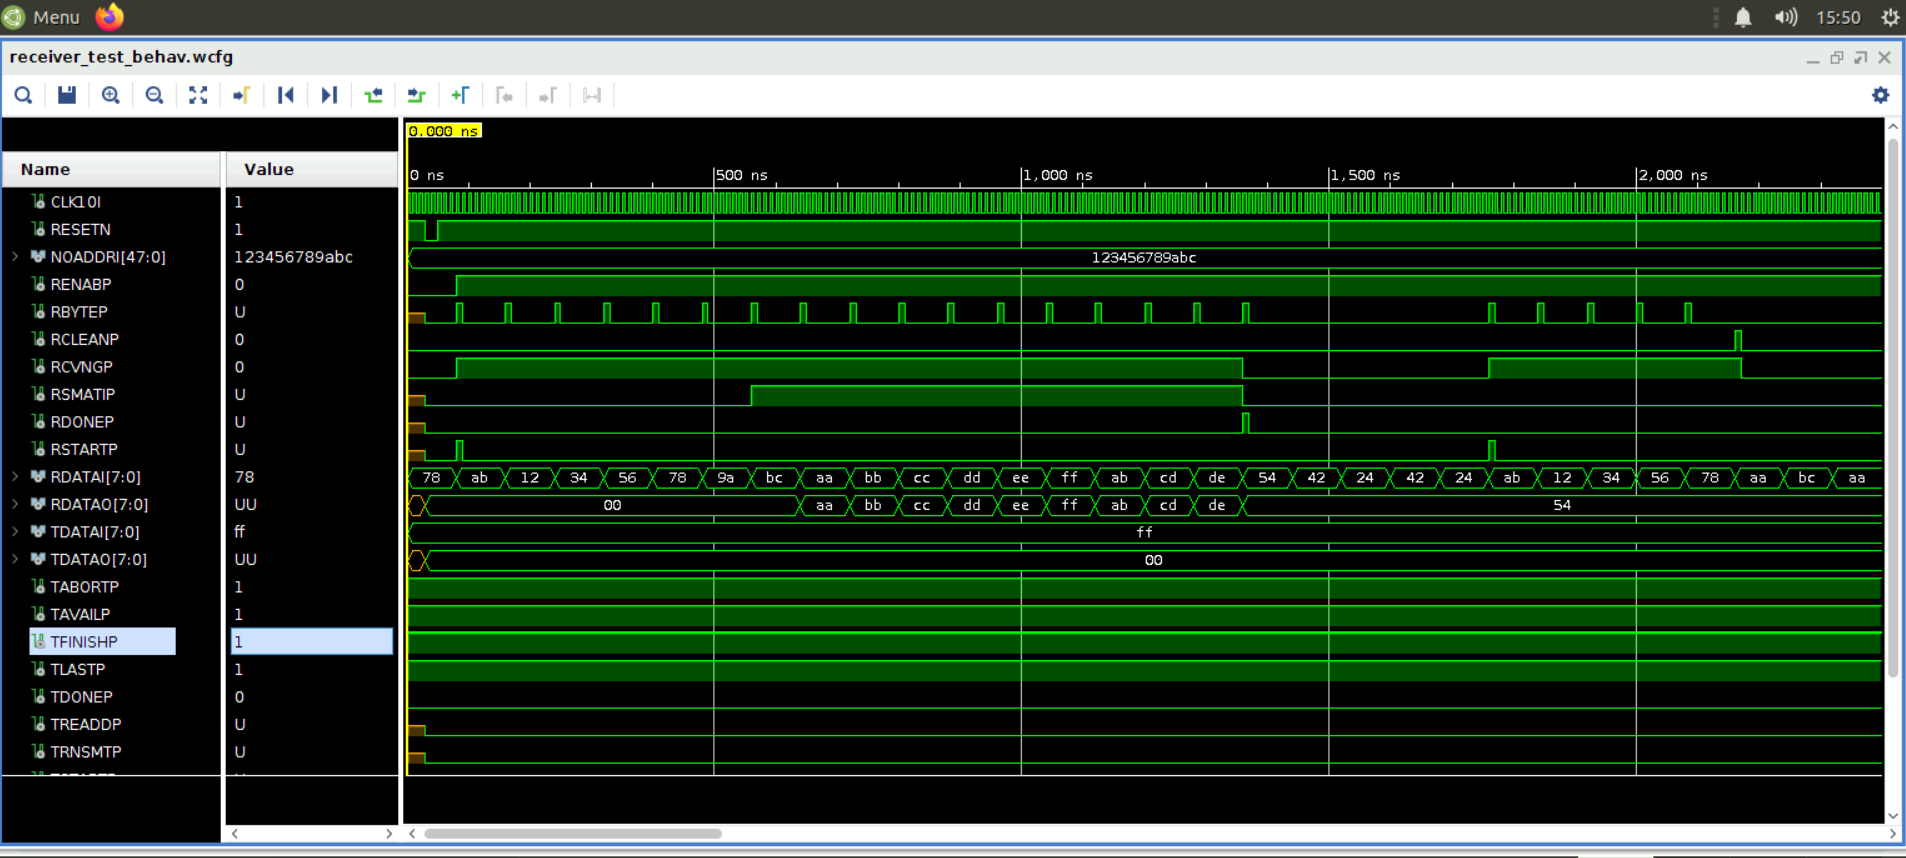 Menu 15:50
receiver_test_behav.wcfg
0.000 ns
Name Value 0 ns 500 ns 1,000 ns 1,500 ns 2,000 ns
CLK10I 1
RESETN 1
NOADDRI[47:0] 123456789abc 123456789abc
RENABP 0
RBYTEP U
RCLEANP 0
RCVNGP 0
RSMATIP U
RDONEP U
RSTARTP U
RDATAI[7:0] 78 78 ab 12 34 56 78 9a bc aa bb cc dd ee ff ab cd de 54 42 24 42 24 ab 12 34 56 78 aa bc aa
RDATAO[7:0] UU 00 aa bb cc dd ee ff ab cd de 54
TDATAI[7:0] ff ff
TDATAO[7:0] UU 00
TABORTP 1
TAVAILP 1
TFINISHP 1
TLASTP 1
TDONEP 0
TREADDP U
TRNSMTP U